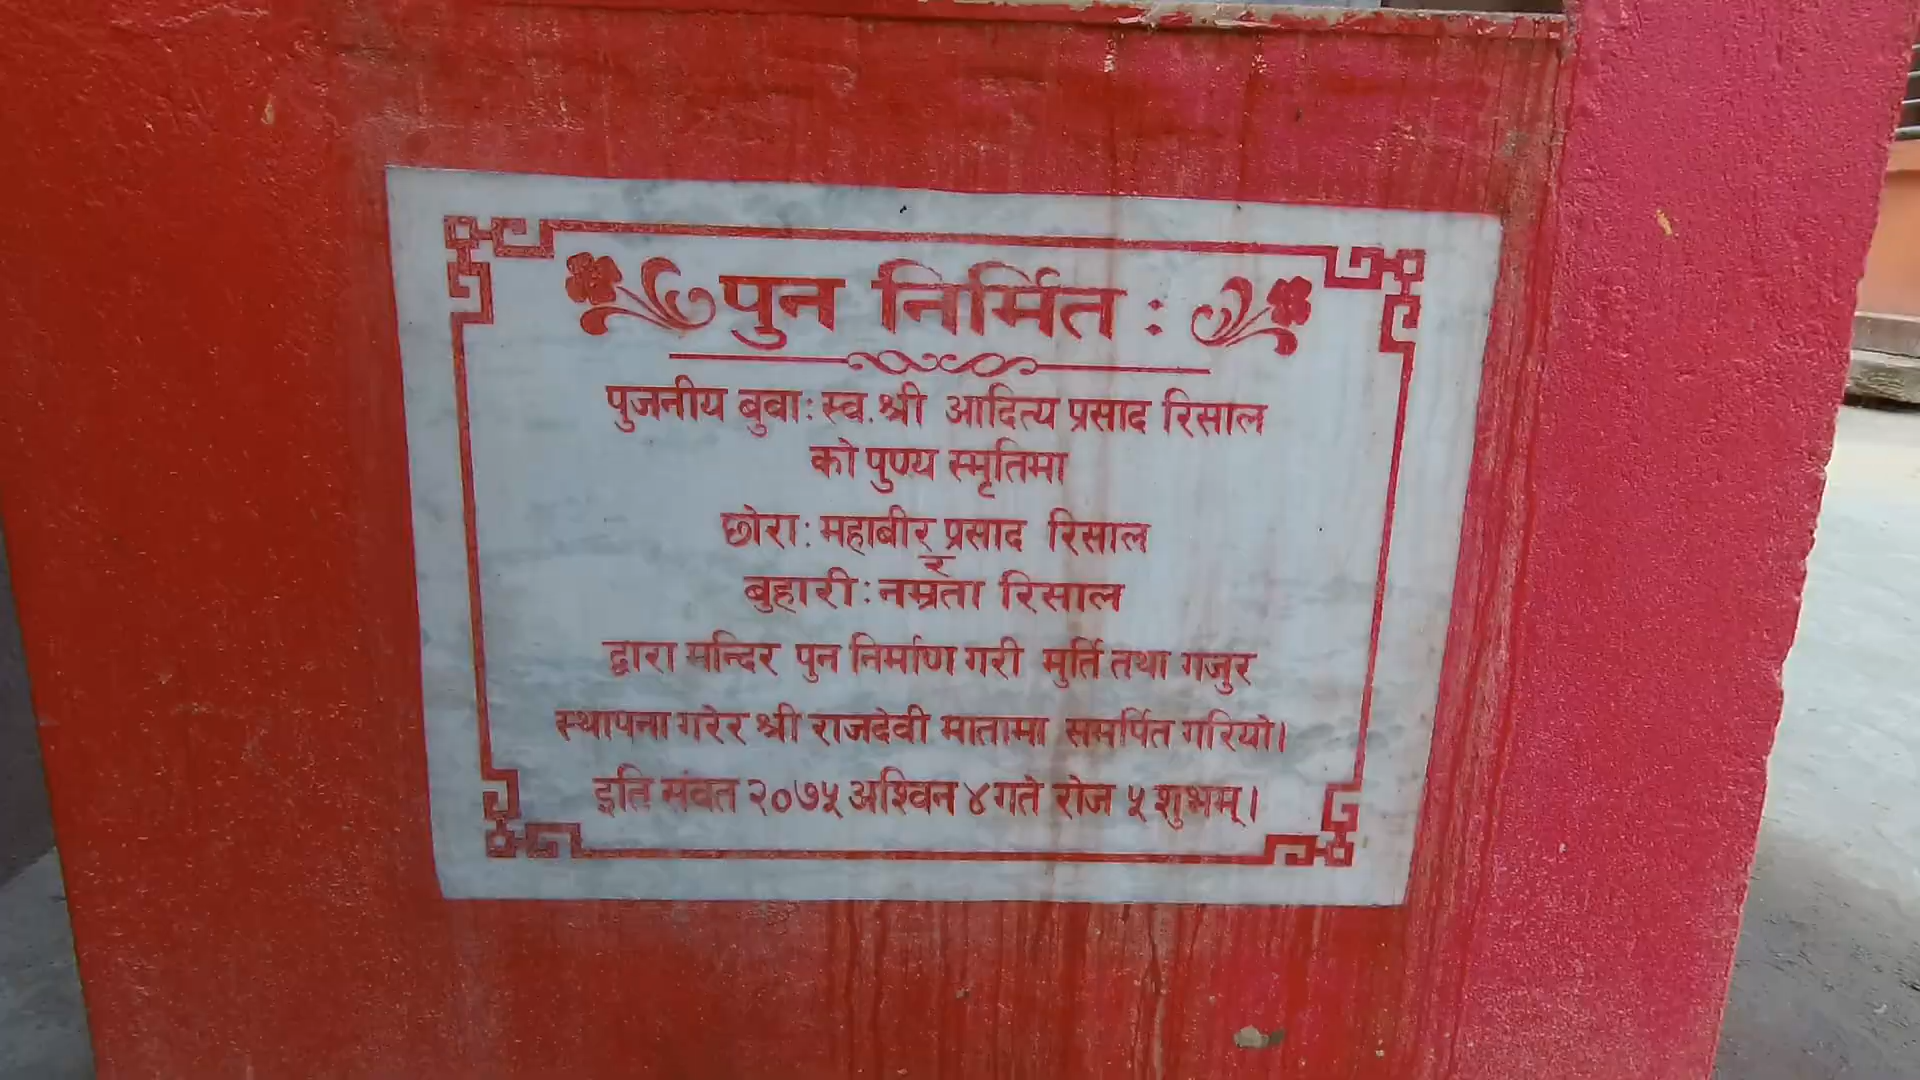 पुन निर्मित :
पुजनीय बुवा: स्व. श्री आदित्य प्रसाद रिसाल
को पुण्य स्मृतिमा
छोरा: महाबीर प्रसाद रिसाल
र
बुहारी: नम्रता रिसाल
द्वारा मन्दिर पुन निर्माण गरी मुर्ति तथा गजुर
स्थापना गरेर श्री राजदेवी मातामा समर्पित गरियो।
इति संवत २०७५ अश्विन ४ गते रोज ५ शुभम्।